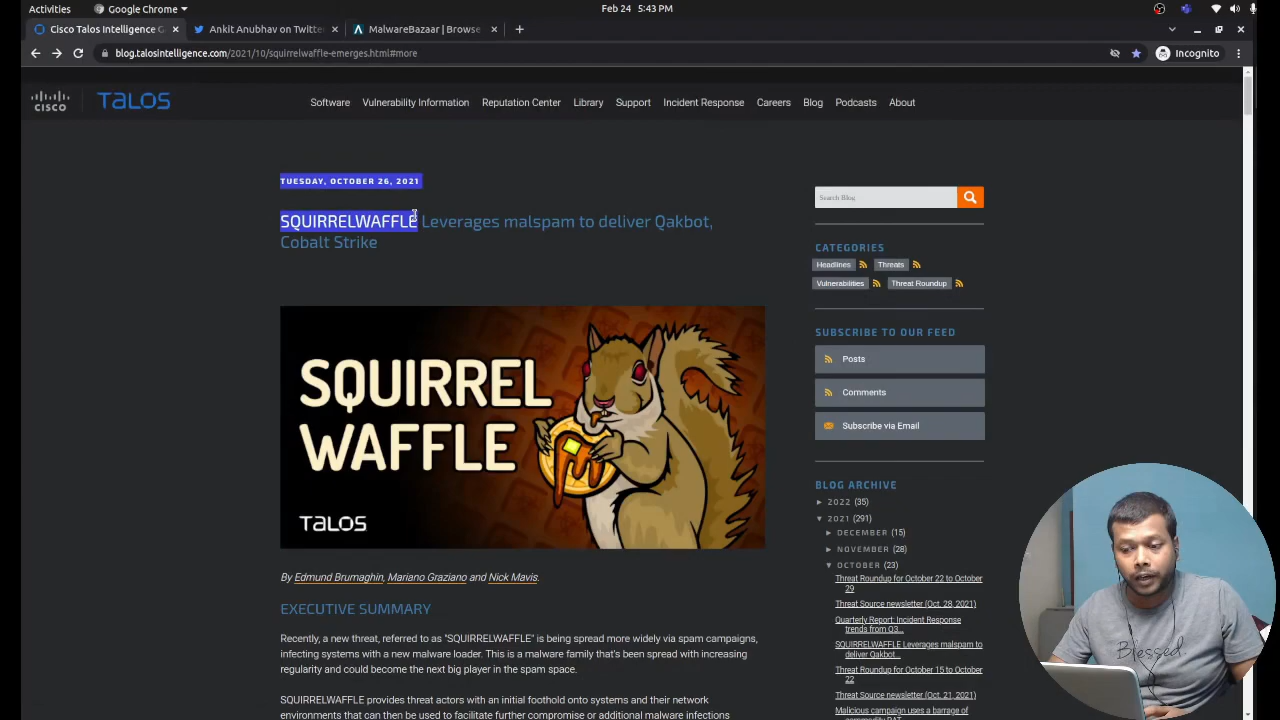 Activities
Google Chrome
Feb 24 5:43 PM
Cisco Talos Intelligence G
Ankit Anubhav on Twitte
MalwareBazaar | Browse
blog.talosintelligence.com/2021/10/squirrelwaffle-emerges.html#more
Incognito
CISCO
TALOS
Software
Vulnerability Information
Reputation Center
Library
Support
Incident Response
Careers
Blog
Podcasts
About
TUESDAY, OCTOBER 26, 2021
SQUIRRELWAFFLE Leverages malspam to deliver Qakbot,
Cobalt Strike
SQUIRREL
WAFFLE
TALOS
By Edmund Brumaghin, Mariano Graziano and Nick Mavis.
EXECUTIVE SUMMARY
Recently, a new threat, referred to as "SQUIRRELWAFFLE" is being spread more widely via spam campaigns,
infecting systems with a new malware loader. This is a malware family that's been spread with increasing
regularity and could become the next big player in the spam space.
SQUIRRELWAFFLE provides threat actors with an initial foothold onto systems and their network
environments that can then be used to facilitate further compromise or additional malware infections
Search Blog
CATEGORIES
Headlines
Threats
Vulnerabilities
Threat Roundup
SUBSCRIBE TO OUR FEED
Posts
Comments
Subscribe via Email
BLOG ARCHIVE
► 2022 (35)
▼ 2021 (291)
► DECEMBER (15)
► NOVEMBER (28)
▼ OCTOBER (23)
Threat Roundup for October 22 to October
29
Threat Source newsletter (Oct. 28, 2021)
Quarterly Report: Incident Response
trends from Q3...
SQUIRRELWAFFLE Leverages malspam to
deliver Qakbot...
Threat Roundup for October 15 to October
22
Threat Source newsletter (Oct. 21, 2021)
Malicious campaign uses a barrage of
Blessed